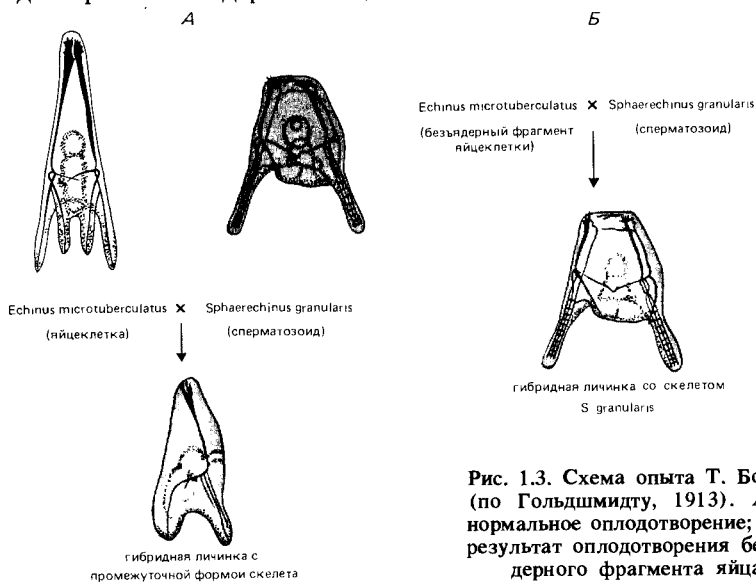 А
Б
Echinus microtuberculatus × Sphaerechinus granularis
(яйцеклетка) (сперматозоид)
гибридная личинка с
промежуточной формой скелета
Echinus microtuberculatus × Sphaerechinus granularis
(безъядерный фрагмент
яйцеклетки) (сперматозоид)
гибридная личинка со скелетом
S granularis
Рис. 1.3. Схема опыта Т. Бо
(по Гольдшмидту, 1913).
нормальное оплодотворение;
результат оплодотворения бе
дерного фрагмента яйца